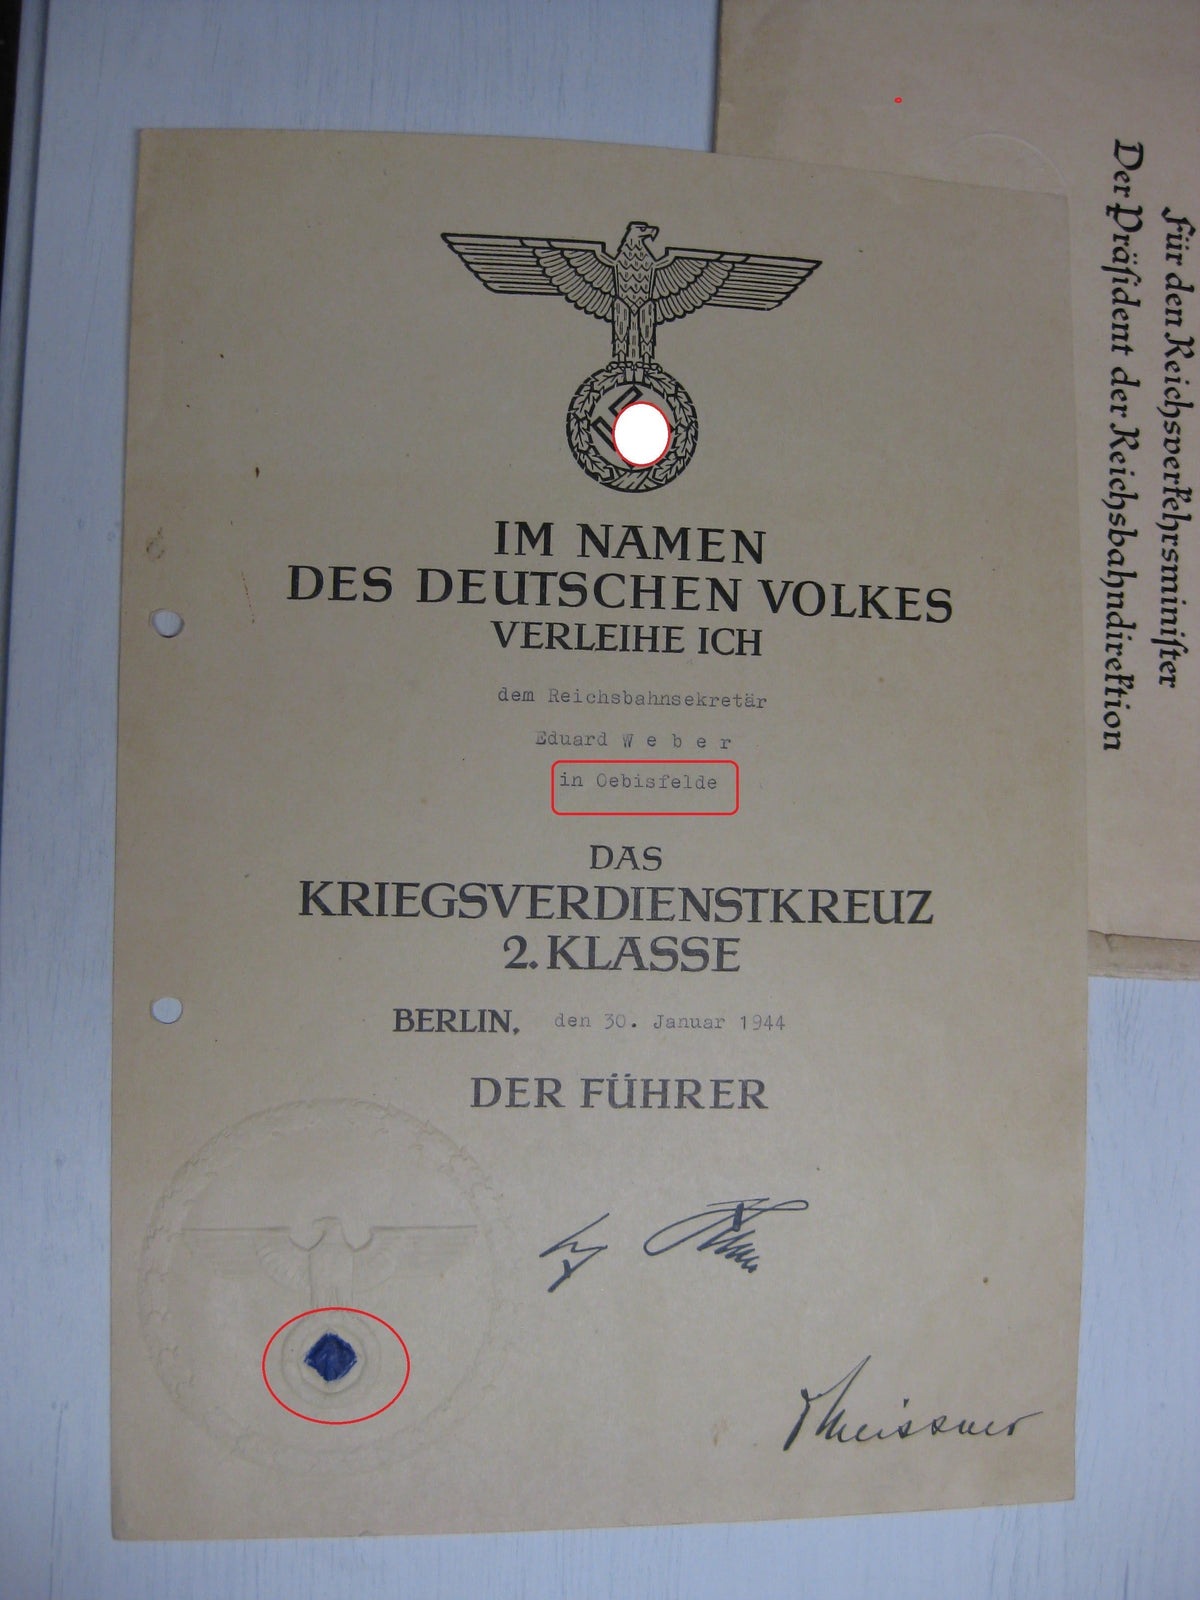 IM NAMEN
DES DEUTSCHEN VOLKES
VERLEIHE ICH
dem Reichsbahnsekretär
Eduard W e b e r
in Oebisfelde
DAS
KRIEGSVERDIENSTKREUZ
2. KLASSE
BERLIN, den 30. Januar 1944
DER FÜHRER
Meissner
Für den Reichsverkehrsminister
Der Präsident der Reichsbahndirektion